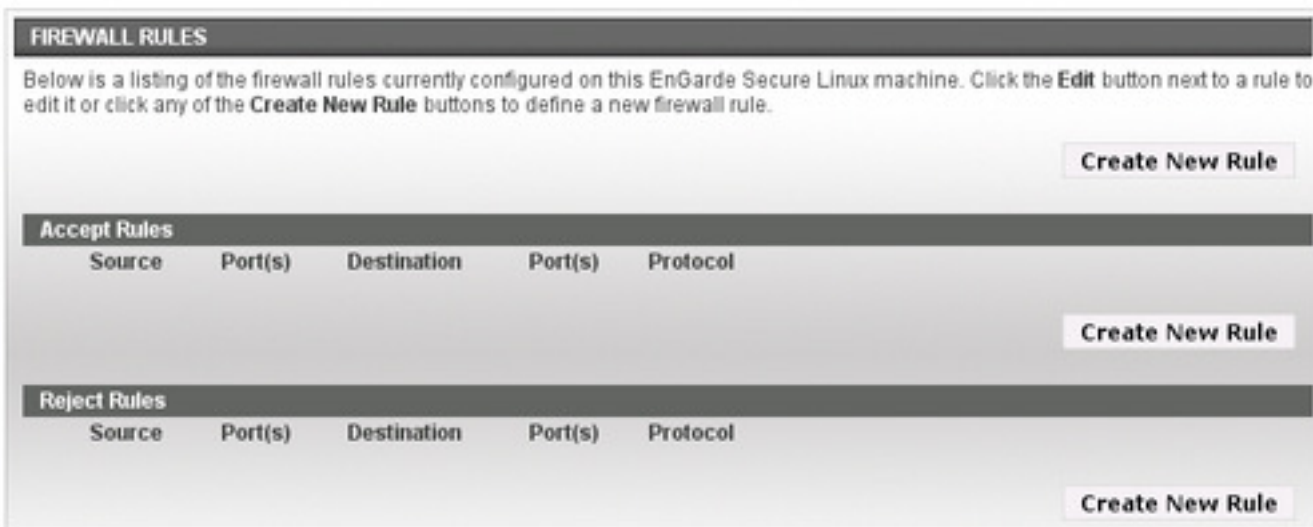 FIREWALL RULES
Below is a listing of the firewall rules currently configured on this EnGarde Secure Linux machine. Click the Edit button next to a rule to
edit it or click any of the Create New Rule buttons to define a new firewall rule.
Create New Rule
Accept Rules
Source Port(s) Destination Port(s) Protocol
Create New Rule
Reject Rules
Source Port(s) Destination Port(s) Protocol
Create New Rule